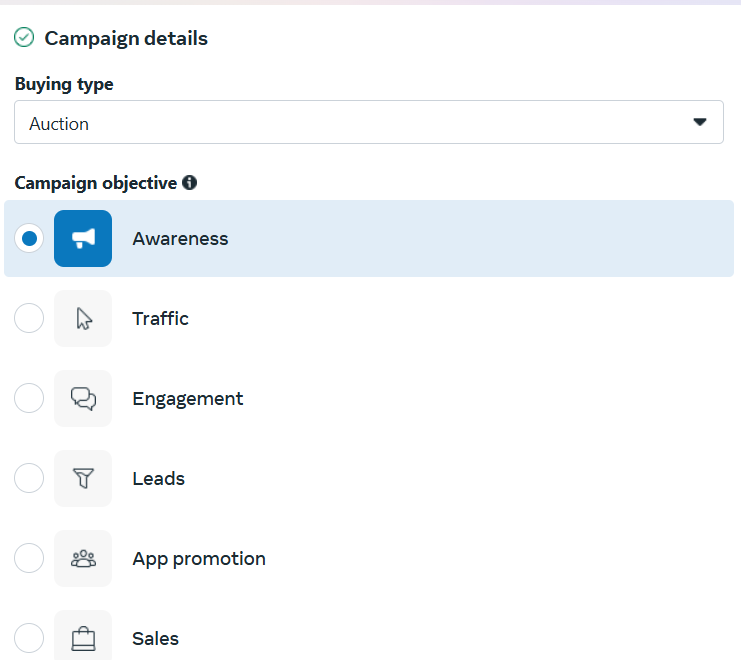 Campaign details
Buying type
Auction
Campaign objective
Awareness
Traffic
Engagement
Leads
App promotion
Sales